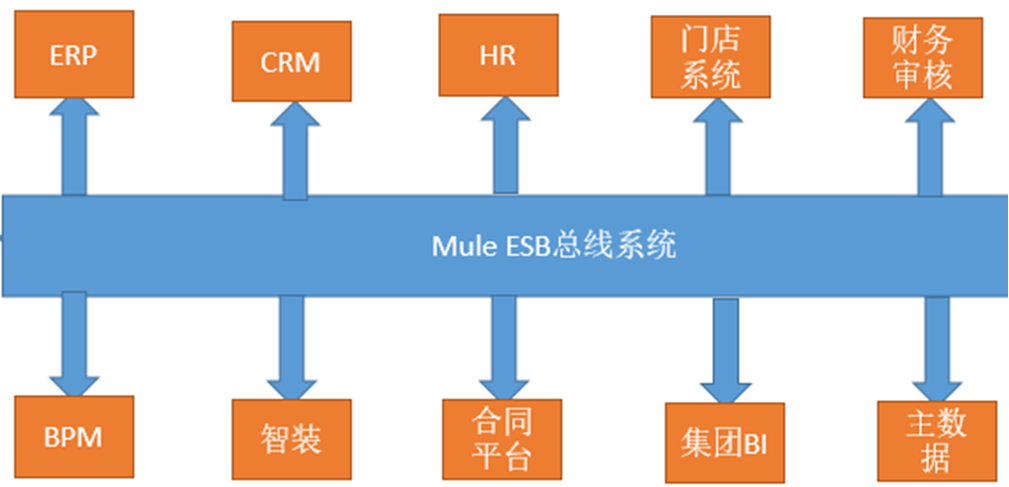 ERP
CRM
HR
门店
系统
财务
审核
Mule ESB总线系统
BPM
智装
合同
平台
集团BI
主数
据